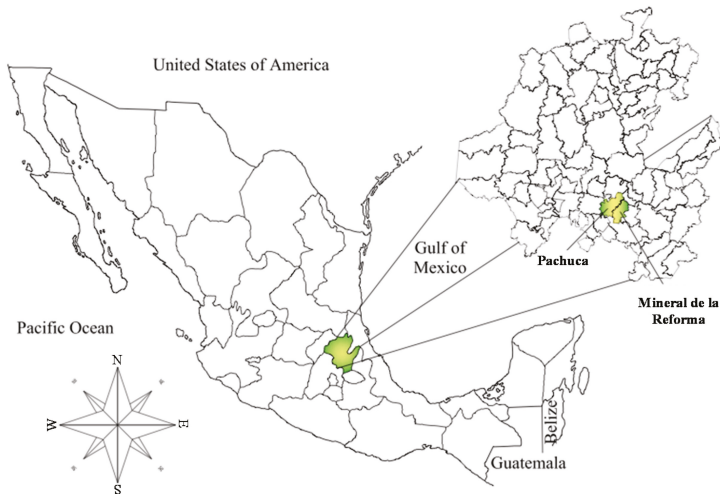 United States of America
Gulf of
Mexico
Pachuca
Mineral de la
Reforma
Pacific Ocean
N
W
E
S
Belize
Guatemala